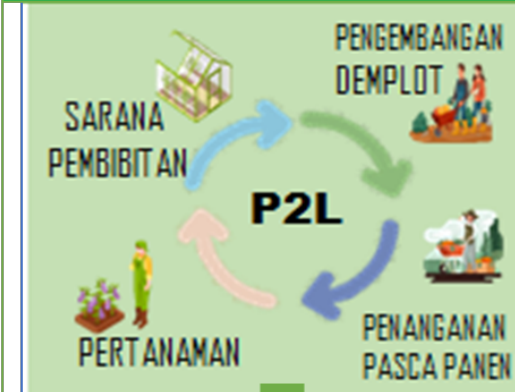 PENGEMBANGAN
DEMPLOT
SARANA
PEMBIBITAN
P2L
PERTANAMAN
PENANGANAN
PASCA PANEN